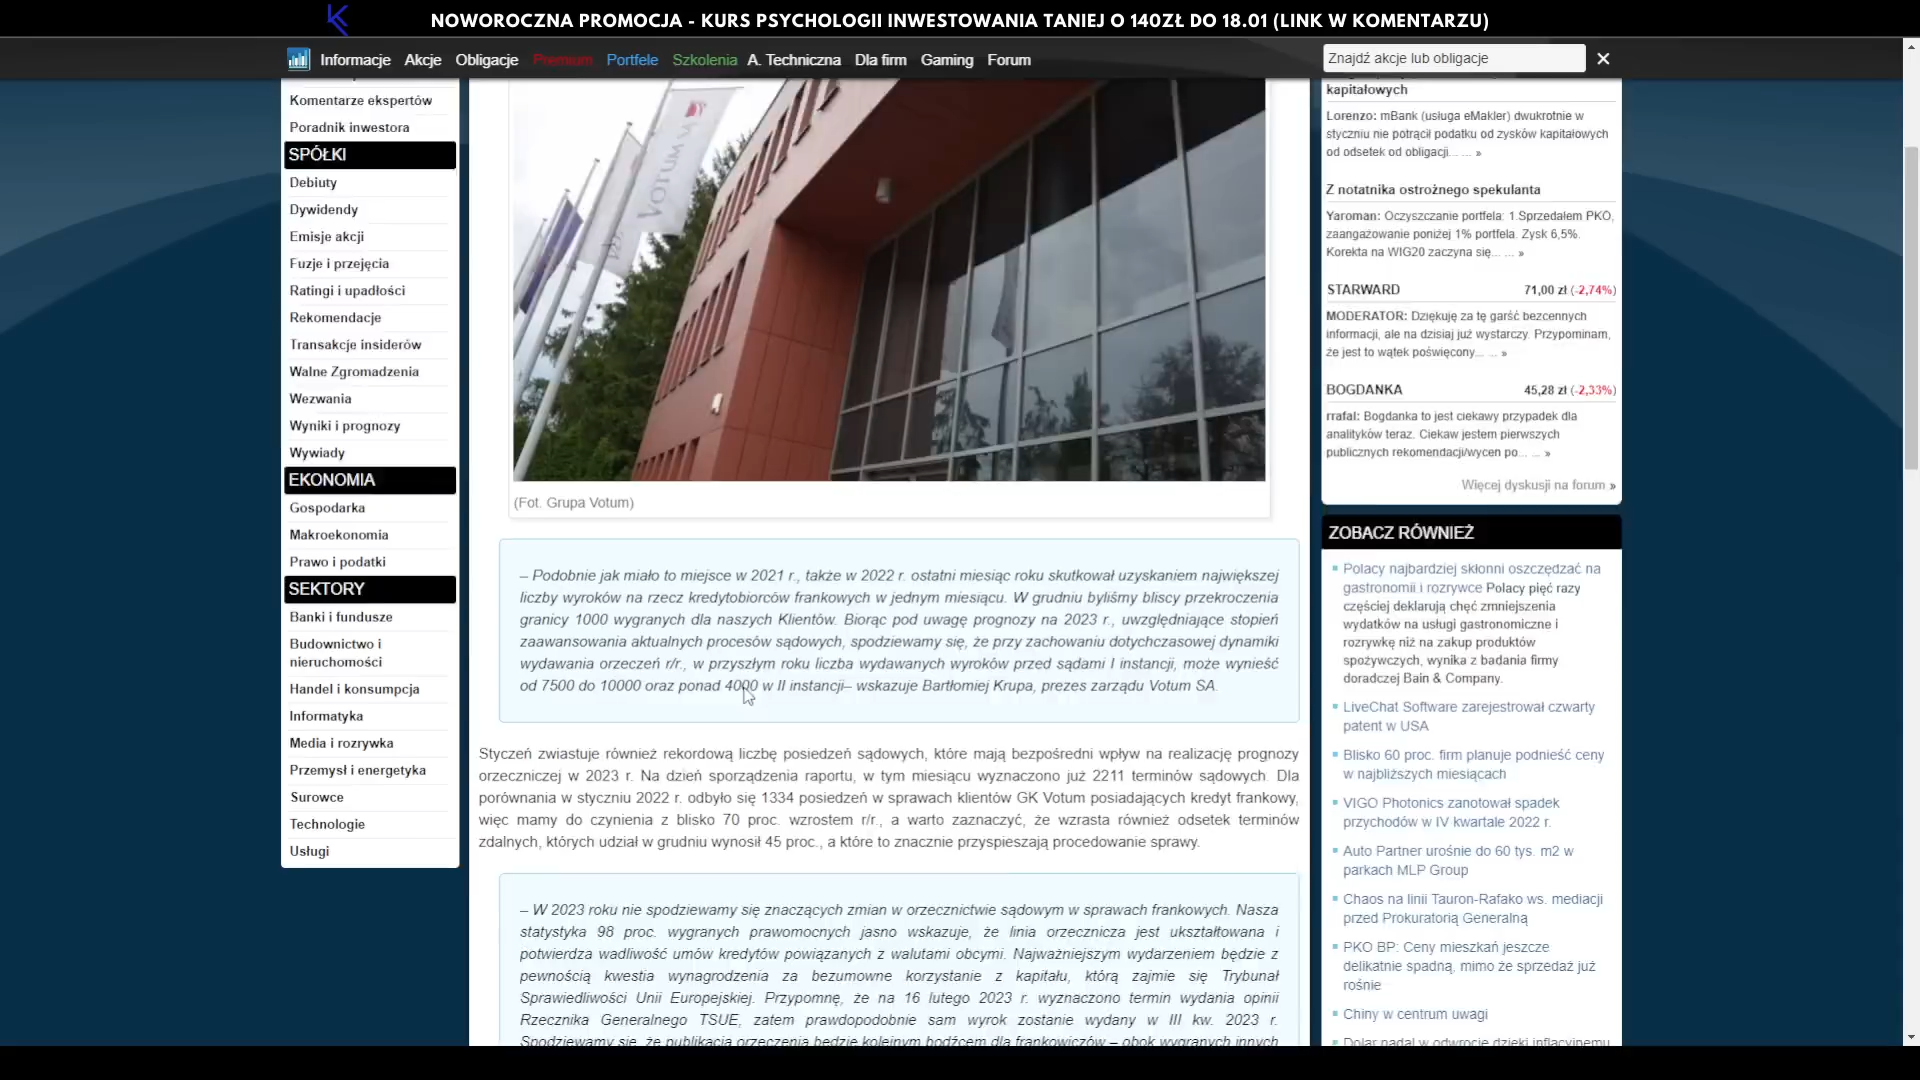 NOWOROCZNA PROMOCJA - KURS PSYCHOLOGII INWESTOWANIA TANIEJ O 140ZŁ DO 18.01 (LINK W KOMENTARZU)
Informacje Akcje Obligacje Premium Portfele Szkolenia A. Techniczna Dla firm Gaming Forum
Znajdź akcje lub obligacje
Komentarze ekspertów
Poradnik inwestora
SPÓŁKI
Debiuty
Dywidendy
Emisje akcji
Fuzje i przejęcia
Ratingi i upadłości
Rekomendacje
Transakcje insiderów
Walne Zgromadzenia
Wezwania
Wyniki i prognozy
Wywiady
EKONOMIA
Gospodarka
Makroekonomia
Prawo i podatki
SEKTORY
Banki i fundusze
Budownictwo i
nieruchomości
Handel i konsumpcja
Informatyka
Media i rozrywka
Przemysł i energetyka
Surowce
Technologie
Usługi
VOTUM
(Fot. Grupa Votum)
– Podobnie jak miało to miejsce w 2021 r., także w 2022 r. ostatni miesiąc roku skutkował uzyskaniem największej
liczby wyroków na rzecz kredytobiorców frankowych w jednym miesiącu. W grudniu byliśmy bliscy przekroczenia
granicy 1000 wygranych dla naszych Klientów. Biorąc pod uwagę prognozy na 2023 r., uwzględniające stopień
zaawansowania aktualnych procesów sądowych, spodziewamy się, że przy zachowaniu dotychczasowej dynamiki
wydawania orzeczeń r/r., w przyszłym roku liczba wydawanych wyroków przed sądami I instancji, może wynieść
od 7500 do 10000 oraz ponad 4000 w II instancji– wskazuje Bartłomiej Krupa, prezes zarządu Votum SA.
Styczeń zwiastuje również rekordową liczbę posiedzeń sądowych, które mają bezpośredni wpływ na realizację prognozy
orzeczniczej w 2023 r. Na dzień sporządzenia raportu, w tym miesiącu wyznaczono już 2211 terminów sądowych. Dla
porównania w styczniu 2022 r. odbyło się 1334 posiedzeń w sprawach klientów GK Votum posiadających kredyt frankowy,
więc mamy do czynienia z blisko 70 proc. wzrostem r/r., a warto zaznaczyć, że wzrasta również odsetek terminów
zdalnych, których udział w grudniu wynosił 45 proc., a które to znacznie przyspieszają procedowanie sprawy.
– W 2023 roku nie spodziewamy się znaczących zmian w orzecznictwie sądowym w sprawach frankowych. Nasza
statystyka 98 proc. wygranych prawomocnych jasno wskazuje, że linia orzecznicza jest ukształtowana i
potwierdza wadliwość umów kredytów powiązanych z walutami obcymi. Najważniejszym wydarzeniem będzie z
pewnością kwestia wynagrodzenia za bezumowne korzystanie z kapitału, którą zajmie się Trybunał
Sprawiedliwości Unii Europejskiej. Przypomnę, że na 16 lutego 2023 r. wyznaczono termin wydania opinii
Rzecznika Generalnego TSUE, zatem prawdopodobnie sam wyrok zostanie wydany w III kw. 2023 r.
Spodziewamy się, że publikacja orzeczenia będzie kolejnym bodźcem dla frankowiczów – obok wygranych innych
kapitałowych
Lorenzo: mBank (usługa eMakler) dwukrotnie w
styczniu nie potrącił podatku od zysków kapitałowych
od odsetek od obligacji... ... »
Z notatnika ostrożnego spekulanta
Yaroman: Oczyszczanie portfela: 1.Sprzedałem PKO,
zaangażowanie poniżej 1% portfela. Zysk 6,5%.
Korekta na WIG20 zaczyna się... ... »
STARWARD 71,00 zł (-2,74%)
MODERATOR: Dziękuję za tę garść bezcennych
informacji, ale na dzisiaj już wystarczy. Przypominam,
że jest to wątek poświęcony... ... »
BOGDANKA 45,28 zł (-2,33%)
rrafal: Bogdanka to jest ciekawy przypadek dla
analityków teraz. Ciekaw jestem pierwszych
publicznych rekomendacji/wycen po... ... »
Więcej dyskusji na forum »
ZOBACZ RÓWNIEŻ
Polacy najbardziej skłonni oszczędzać na
gastronomii i rozrywce Polacy pięć razy
częściej deklarują chęć zmniejszenia
wydatków na usługi gastronomiczne i
rozrywkę niż na zakup produktów
spożywczych, wynika z badania firmy
doradczej Bain & Company.
LiveChat Software zarejestrował czwarty
patent w USA
Blisko 60 proc. firm planuje podnieść ceny
w najbliższych miesiącach
VIGO Photonics zanotował spadek
przychodów w IV kwartale 2022 r.
Auto Partner urośnie do 60 tys. m2 w
parkach MLP Group
Chaos na linii Tauron-Rafako ws. mediacji
przed Prokuratorią Generalną
PKO BP: Ceny mieszkań jeszcze
delikatnie spadną, mimo że sprzedaż już
rośnie
Chiny w centrum uwagi
Dolar nadal w odwrocie dzięki inflacyjnemu